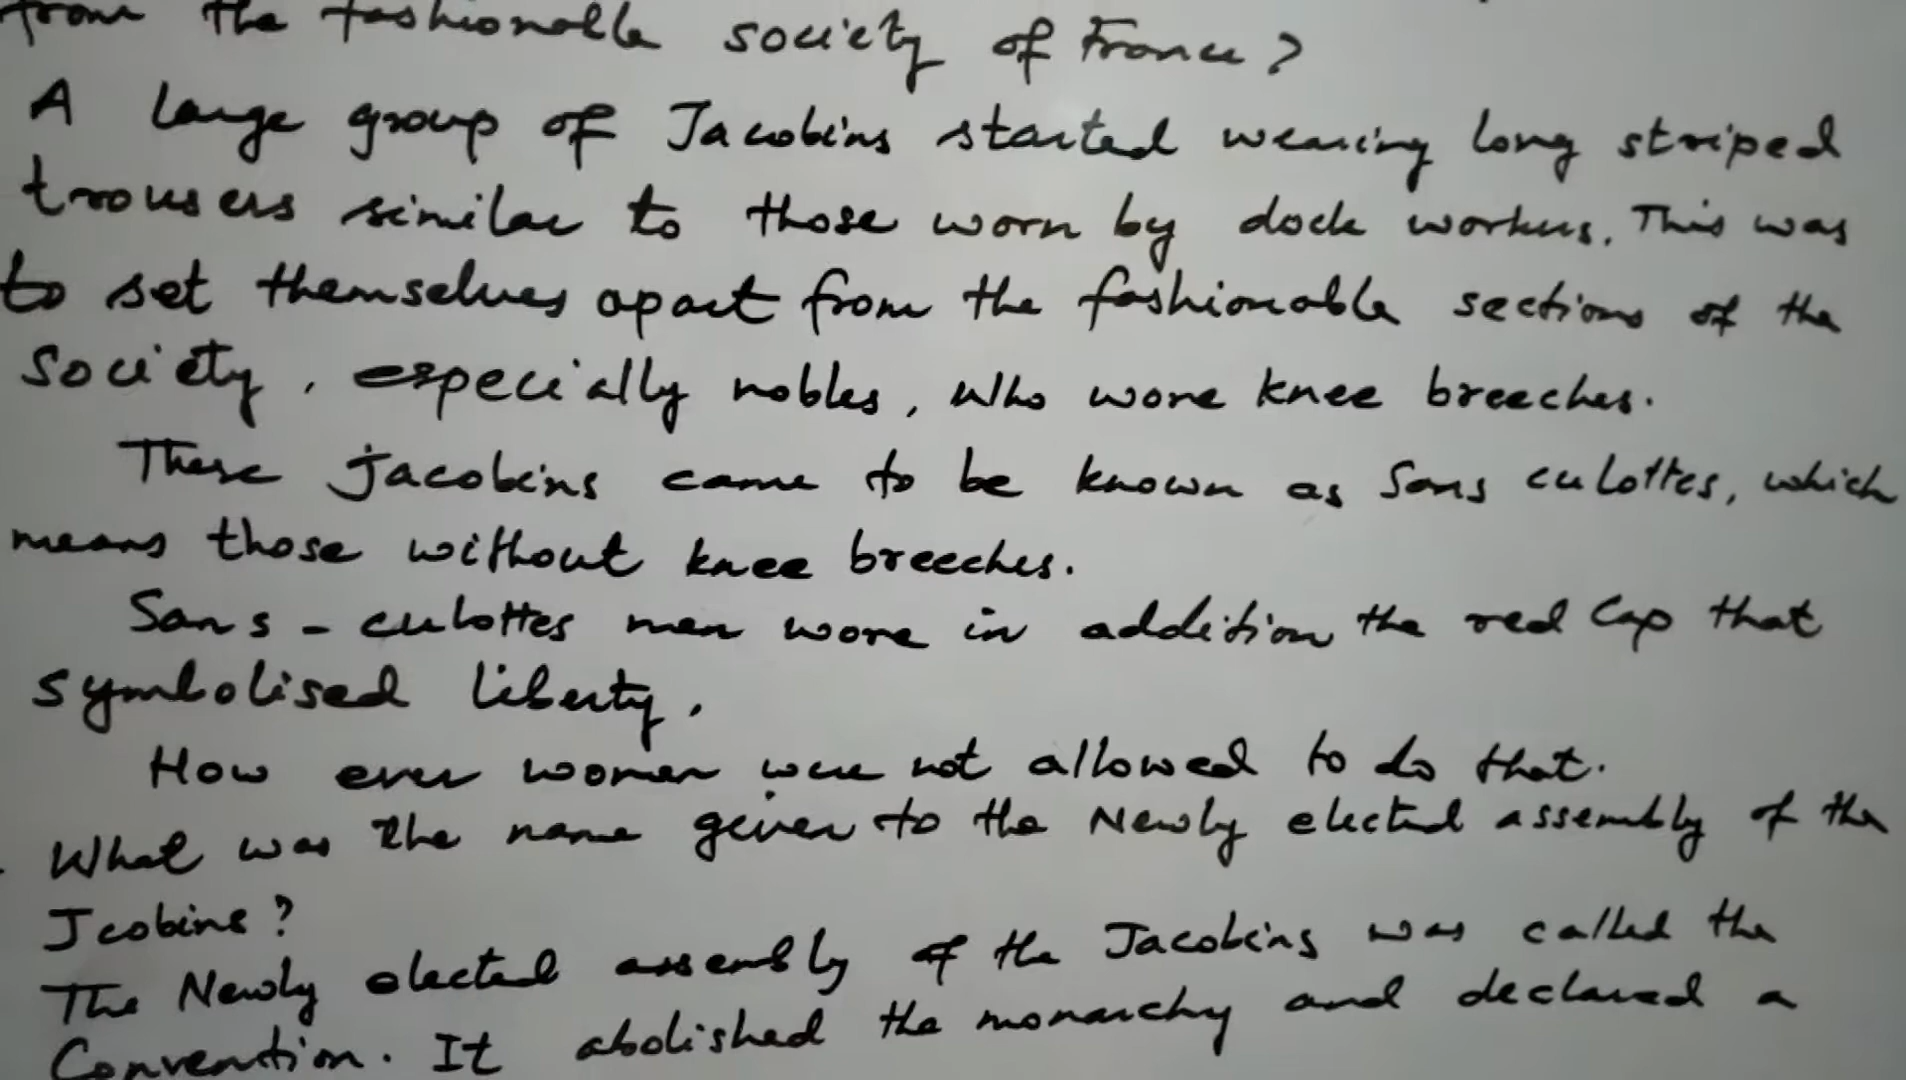 from the fashionable society of France?
A large group of Jacobins started wearing long striped
trousers similar to those worn by dock workers. This was
to set themselves apart from the fashionable sections of the
society, especially nobles, who wore knee breeches.
These jacobins came to be known as Sans culottes, which
means those without knee breeches.
Sans-culottes men wore in addition the red Cap that
symbolised liberty.
How ever women were not allowed to do that.
What was the name given to the Newly elected assembly of the
Jcobins?
The Newly elected assembly of the Jacobins was called the
Convention. It abolished the monarchy and declared a